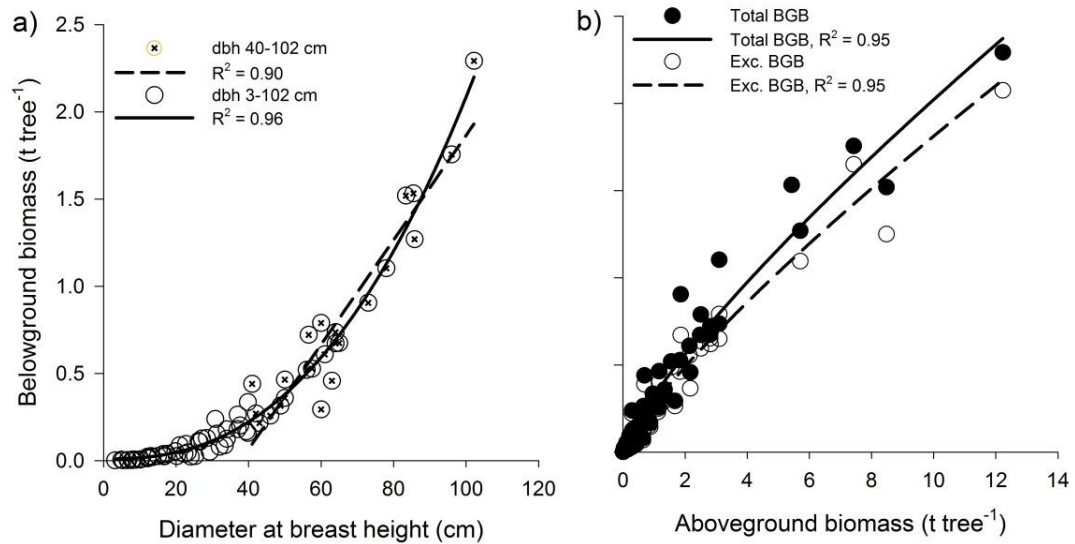 a)
dbh 40-102 cm
R² = 0.90
dbh 3-102 cm
R² = 0.96
Belowground biomass (t tree⁻¹)
2.5
2.0
1.5
1.0
0.5
0.0
0 20 40 60 80 100 120
Diameter at breast height (cm)
b)
Total BGB
Total BGB, R² = 0.95
Exc. BGB
Exc. BGB, R² = 0.95
0 2 4 6 8 10 12 14
Aboveground biomass (t tree⁻¹)